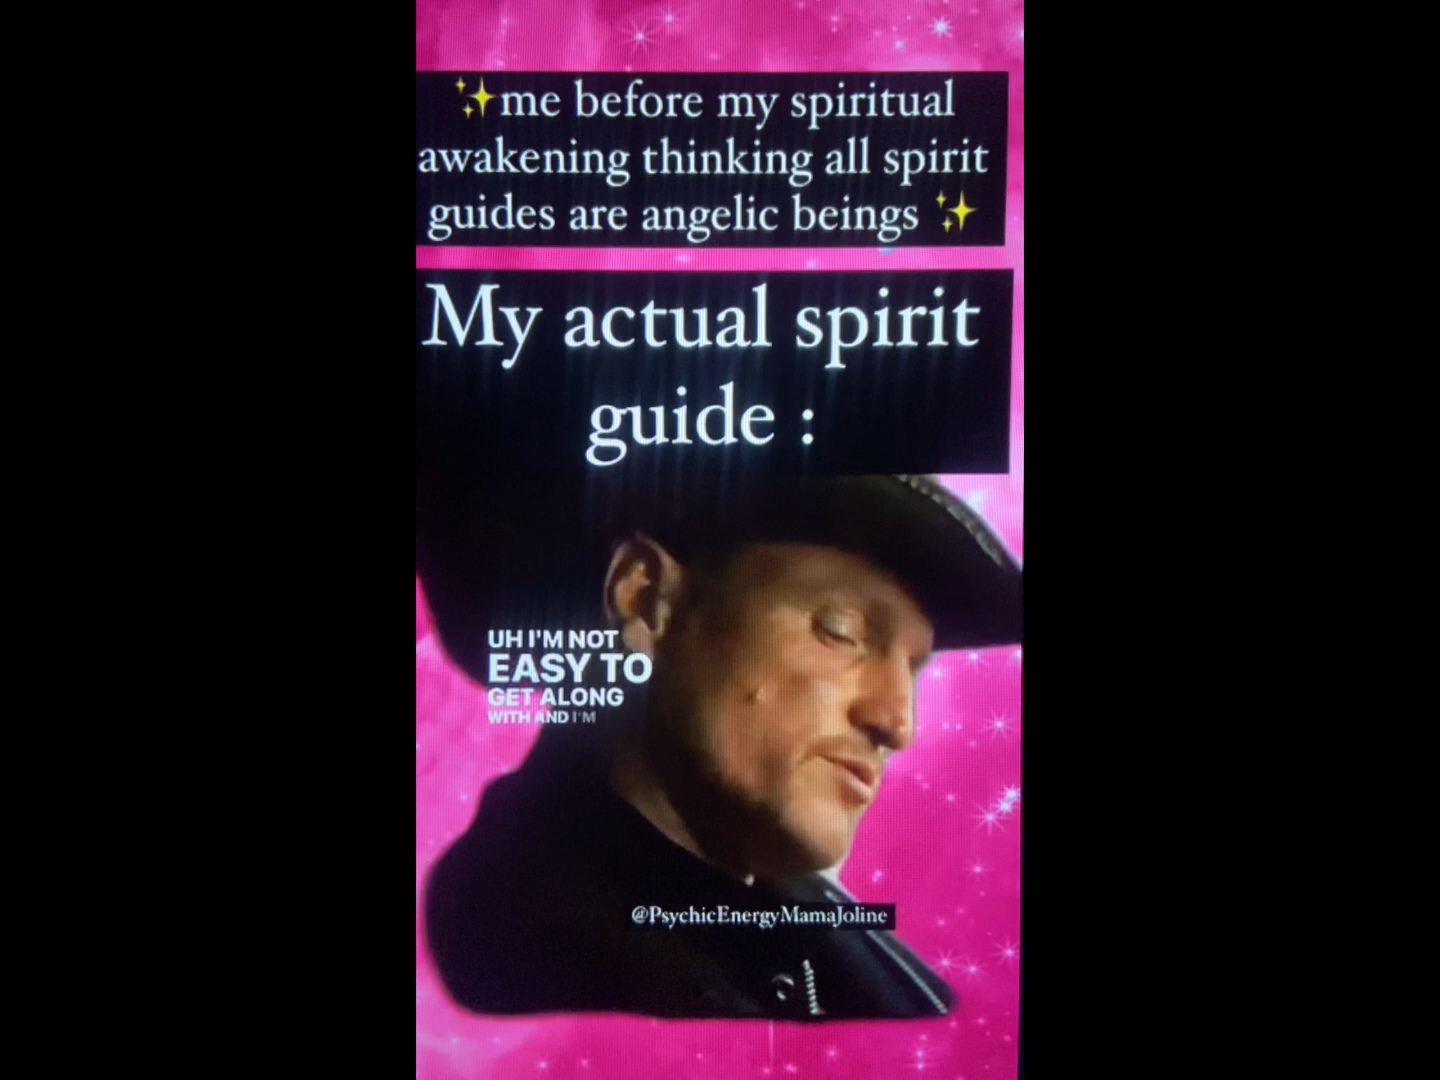 ✨me before my spiritual
awakening thinking all spirit
guides are angelic beings ✨
My actual spirit
guide :
UH I'M NOT
EASY TO
GET ALONG
WITH AND I'M
@PsychicEnergyMamaJoline